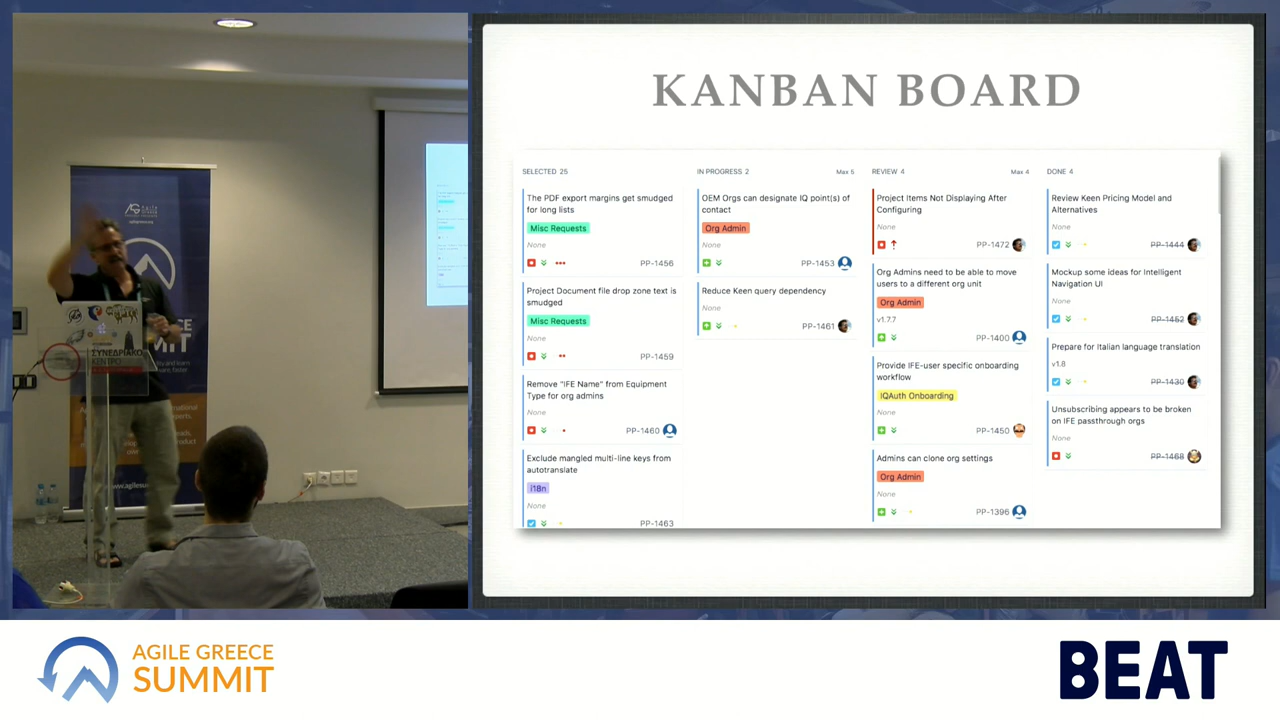 KANBAN BOARD
SELECTED 25
The PDF export margins get smudged
for long lists
Misc Requests
None
PP-1456
Project Document file drop zone text is
smudged
Misc Requests
None
PP-1459
Remove "IFE Name" from Equipment
Type for org admins
None
PP-1460
Exclude mangled multi-line keys from
autotranslate
i18n
None
PP-1463
IN PROGRESS 2
Max 5
OEM Orgs can designate IQ point(s) of
contact
Org Admin
None
PP-1453
Reduce Keen query dependency
None
PP-1461
REVIEW 4
Max 4
Project Items Not Displaying After
Configuring
None
PP-1472
Org Admins need to be able to move
users to a different org unit
Org Admin
v1.7.7
PP-1400
Provide IFE-user specific onboarding
workflow
IQAuth Onboarding
None
PP-1450
Admins can clone org settings
Org Admin
None
PP-1396
DONE 4
Review Keen Pricing Model and
Alternatives
None
PP-1444
Mockup some ideas for Intelligent
Navigation UI
None
PP-1452
Prepare for Italian language translation
v1.8
PP-1430
Unsubscribing appears to be broken
on IFE passthrough orgs
None
PP-1468
ΣΥΝΕΔΡΙΑΚΟ
ΚΕΝΤΡΟ
AGILE GREECE
SUMMIT
BEAT